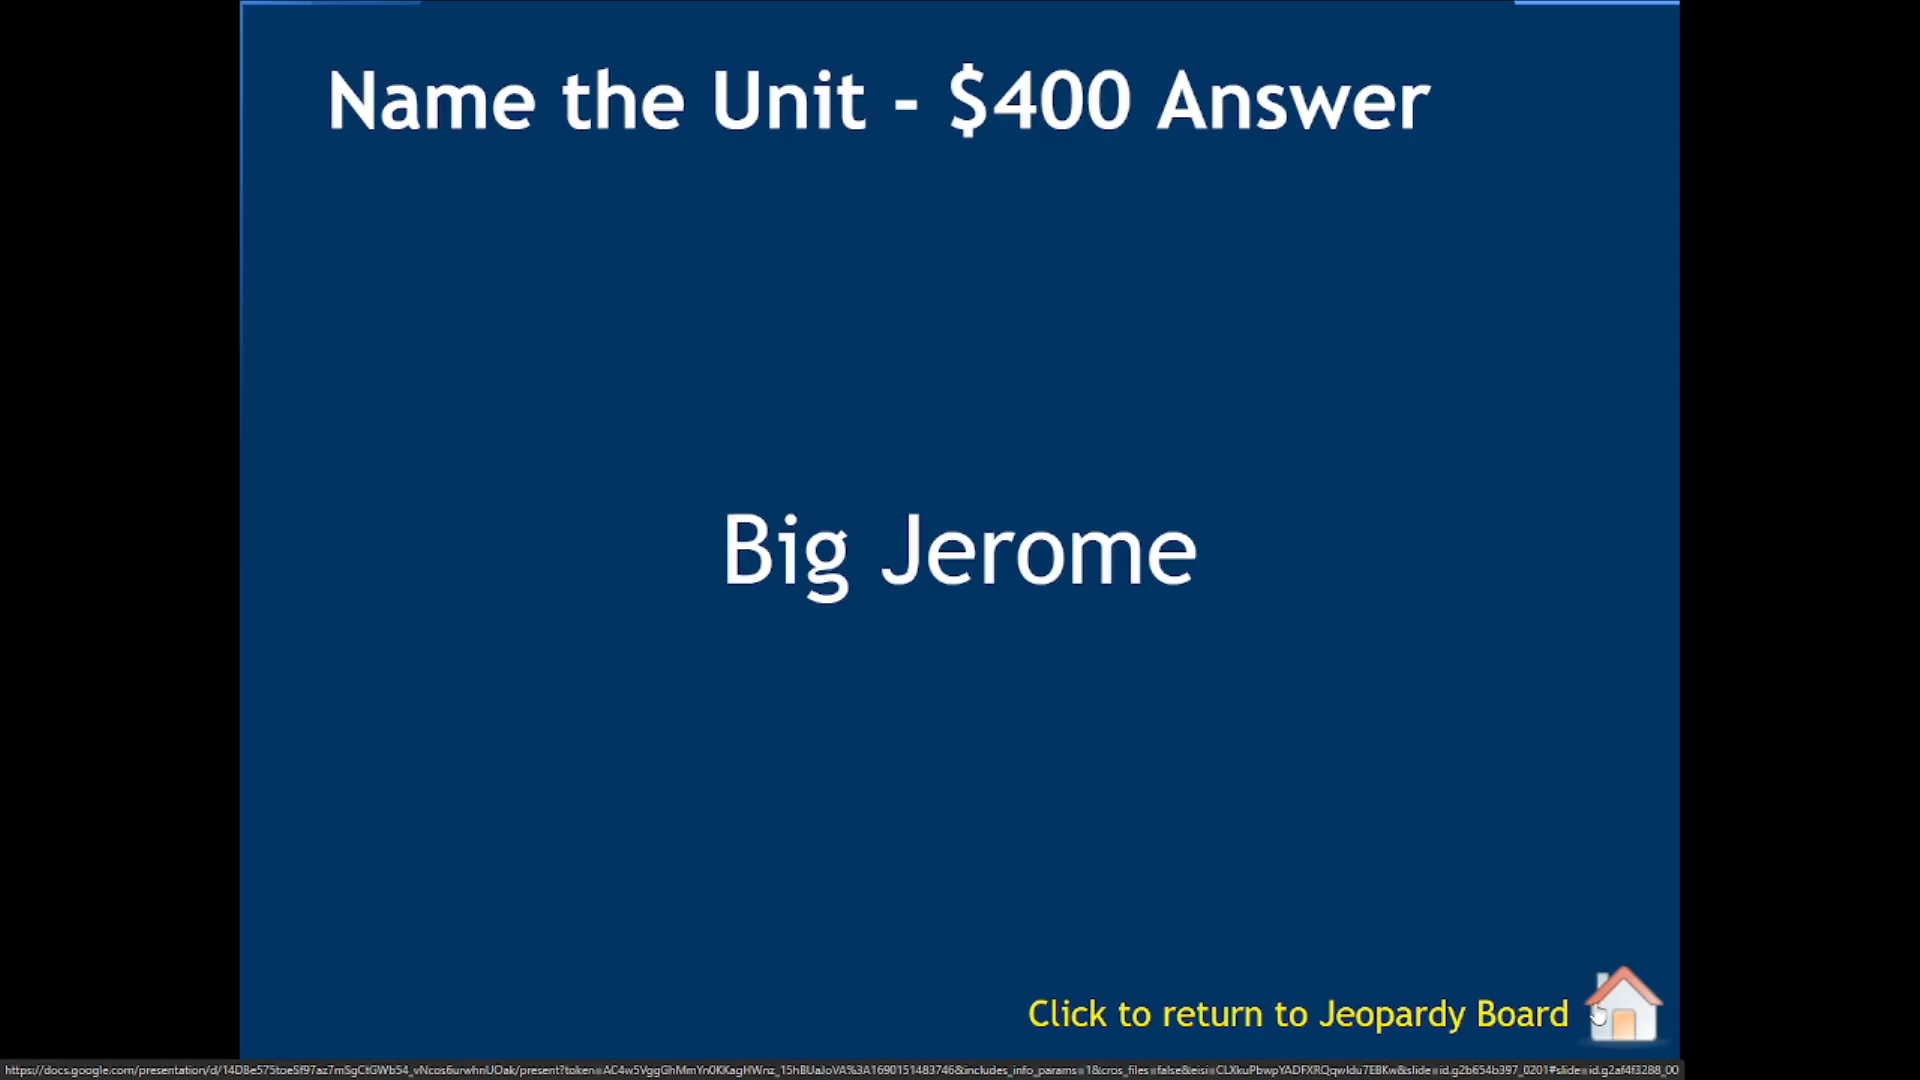 Name the Unit - $400 Answer
Big Jerome
Click to return to Jeopardy Board